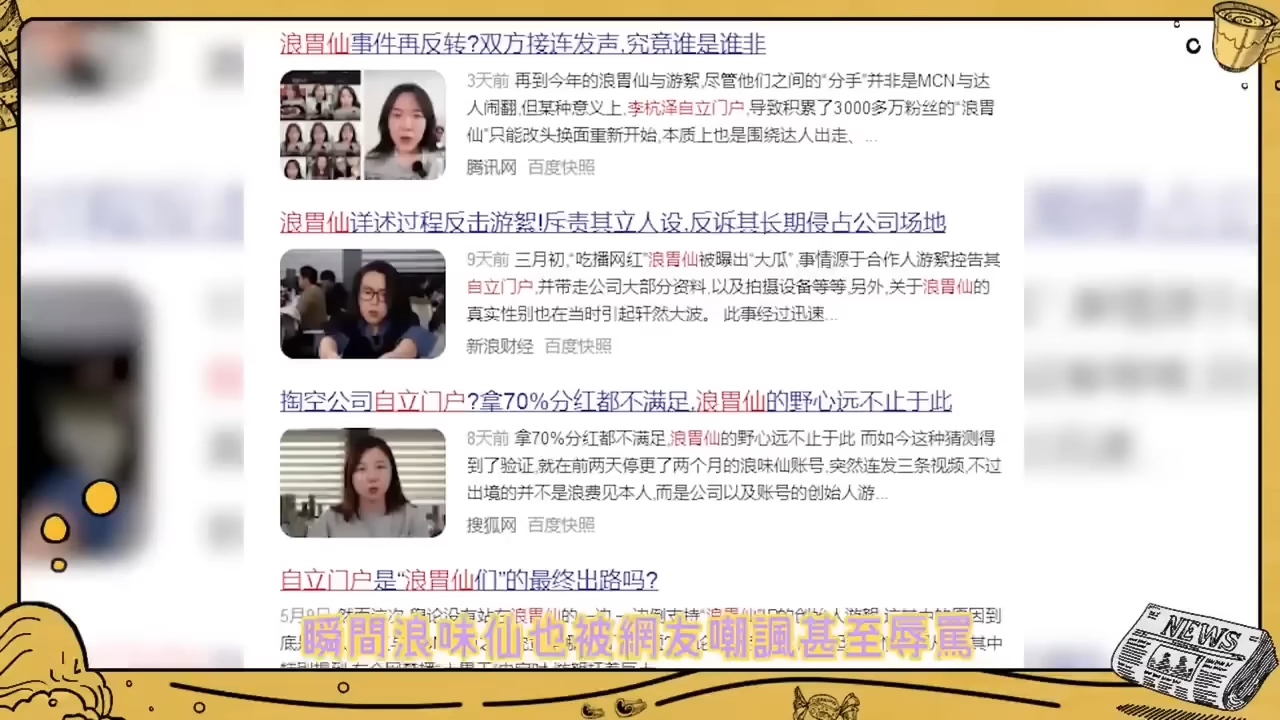 浪胃仙事件再反转?双方接连发声,究竟谁是谁非
3天前 再到今年的浪胃仙与游絮,尽管他们之间的“分手”并非是MCN与达
人闹翻,但某种意义上,李杭泽自立门户,导致积累了3000多万粉丝的“浪胃
仙”只能改头换面重新开始,本质上也是围绕达人出走、...
腾讯网 百度快照
浪胃仙详述过程反击游絮!斥责其立人设,反诉其长期侵占公司场地
9天前 三月初,“吃播网红”浪胃仙被曝出“大瓜”,事情源于合作人游絮控告其
自立门户,并带走公司大部分资料,以及拍摄设备等等,另外,关于浪胃仙的
真实性别也在当时引起轩然大波。 此事经过迅速...
新浪财经 百度快照
掏空公司自立门户?拿70%分红都不满足,浪胃仙的野心远不止于此
8天前 拿70%分红都不满足,浪胃仙的野心远不止于此 而如今这种猜测得
到了验证,就在前两天停更了两个月的浪味仙账号,突然连发三条视频,不过
出境的并不是浪费见本人,而是公司以及账号的创始人游...
搜狐网 百度快照
自立门户是“浪胃仙们”的最终出路吗?
瞬間浪味仙也被網友嘲諷甚至辱罵
NEWS